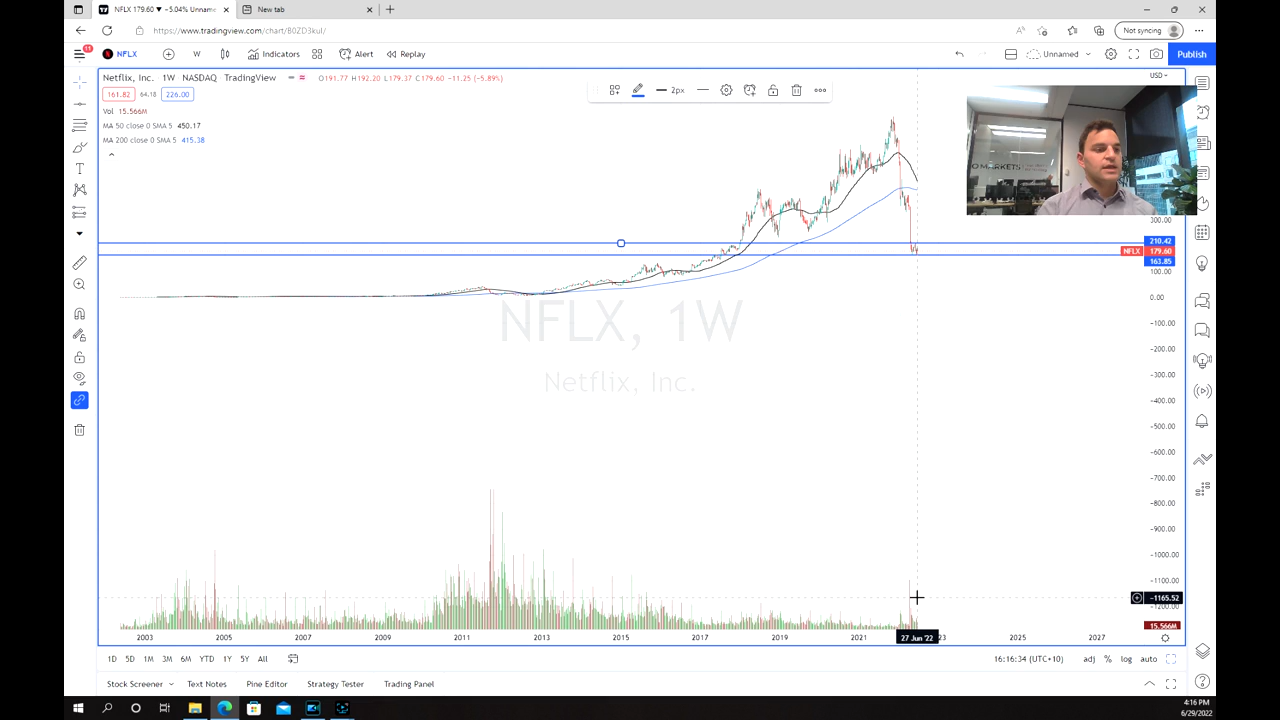 NFLX 179.60 ▼ −5.04% Unnam
New tab
https://www.tradingview.com/chart/B0ZD3kul/
Not syncing
11
NFLX
W
Indicators
Alert
Replay
Unnamed
Publish
Netflix, Inc. 1W NASDAQ TradingView O191.77 H192.20 L179.37 C179.60 −11.25 (−5.89%)
USD
161.82 64.18 226.00
2px
Vol 15.566M
MA 50 close 0 SMA 5 450.17
MA 200 close 0 SMA 5 415.38
O MARKETS
300.00
210.42
NFLX 179.60
163.85
100.00
0.00
−100.00
−200.00
−300.00
−400.00
−500.00
−600.00
−700.00
−800.00
−900.00
−1000.00
−1100.00
−1165.52
−1200.00
15.566M
NFLX, 1W
Netflix, Inc.
2003 2005 2007 2009 2011 2013 2015 2017 2019 2021 27 Jun '22 23 2025 2027
1D 5D 1M 3M 6M YTD 1Y 5Y All
16:16:34 (UTC+10) adj % log auto
Stock Screener Text Notes Pine Editor Strategy Tester Trading Panel
4:16 PM
6/29/2022